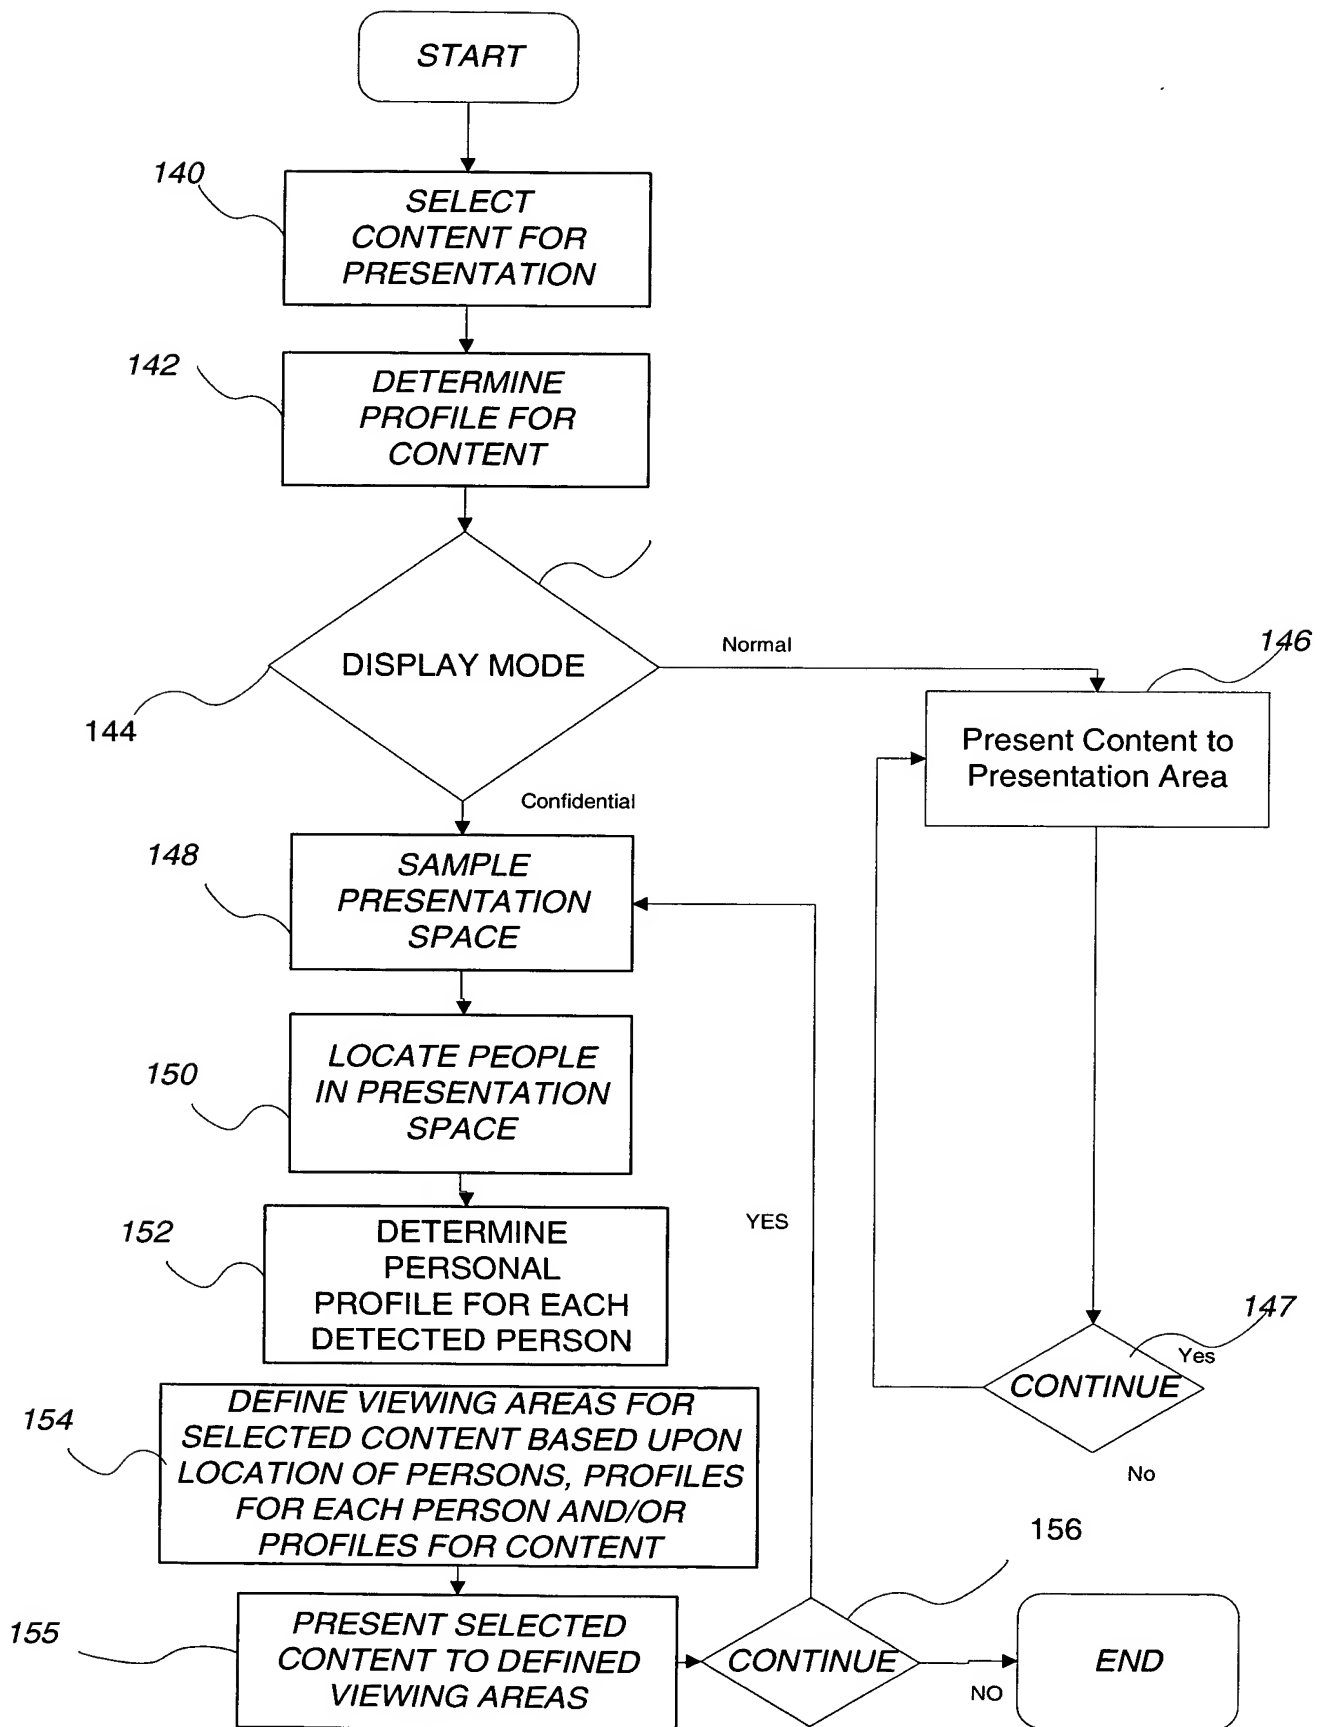 START
140
SELECT
CONTENT FOR
PRESENTATION
142
DETERMINE
PROFILE FOR
CONTENT
DISPLAY MODE
144
Normal
146
Present Content to
Presentation Area
Confidential
148
SAMPLE
PRESENTATION
SPACE
150
LOCATE PEOPLE
IN PRESENTATION
SPACE
152
DETERMINE
PERSONAL
PROFILE FOR EACH
DETECTED PERSON
YES
147
Yes
CONTINUE
No
154
DEFINE VIEWING AREAS FOR
SELECTED CONTENT BASED UPON
LOCATION OF PERSONS, PROFILES
FOR EACH PERSON AND/OR
PROFILES FOR CONTENT
156
155
PRESENT SELECTED
CONTENT TO DEFINED
VIEWING AREAS
CONTINUE
NO
END